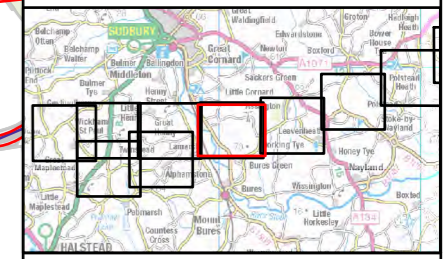 Great
Waldingfield
Groton
Hadleigh
Heath
Belchamp
Otten
SUDBURY
Edwardstone
Bower
House
Belchamp
Walter
Great
Cornard
Newton
Boxford
Bulmer
Ballingdon
A1071
Middleton
Sackers Green
Polstead
Heath
Bulmer
Tye
Henny
Street
Little Cornard
Wickham
St Paul
Great
Stoke-by-
Nayland
Leavenheath
Twinstead
Lamarsh
Honey Tye
Maplestead
Alphamstone
Bures Green
Nayland
Bures
Wissington
Little
Maplestead
Boxted
Pebmarsh
Mount
Bures
Little
Horkesley
A134
Countess
Cross
HALSTEAD